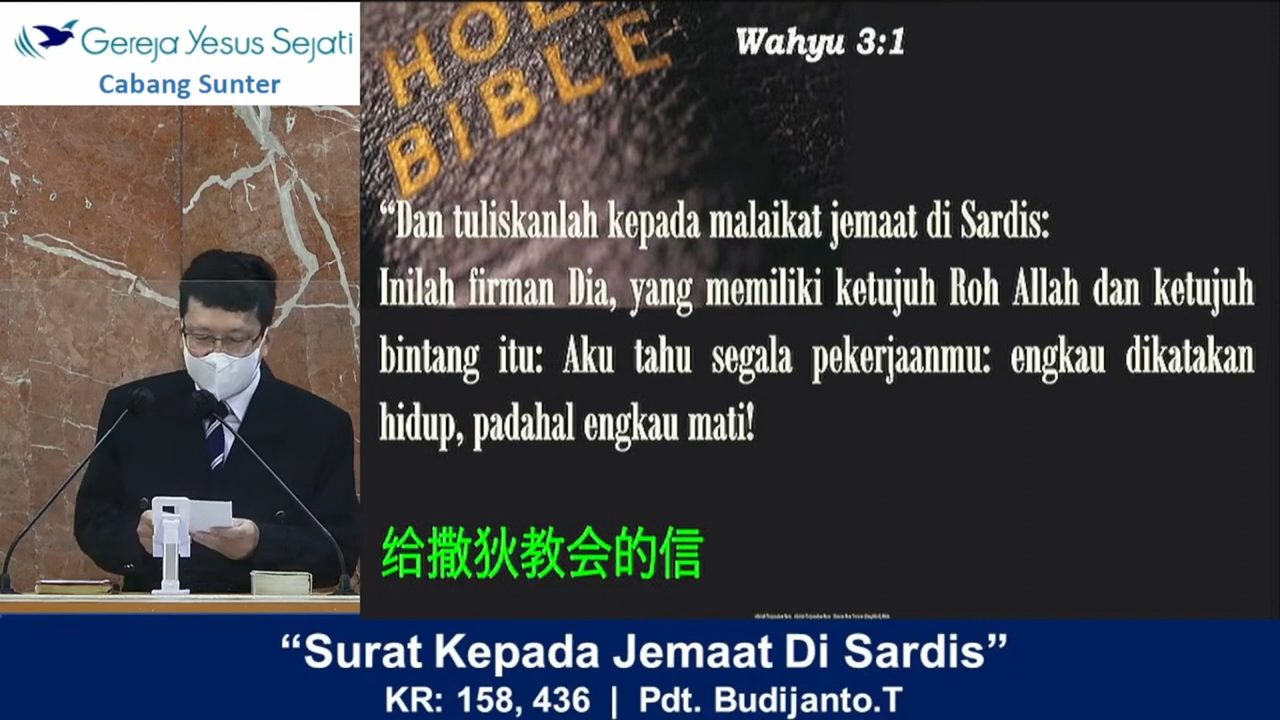 Gereja Yesus Sejati
Cabang Sunter
HOLY
BIBLE
Wahyu 3:1
“Dan tuliskanlah kepada malaikat jemaat di Sardis:
Inilah firman Dia, yang memiliki ketujuh Roh Allah dan ketujuh
bintang itu: Aku tahu segala pekerjaanmu: engkau dikatakan
hidup, padahal engkau mati!
给撒狄教会的信
“Surat Kepada Jemaat Di Sardis”
KR: 158, 436 | Pdt. Budijanto.T